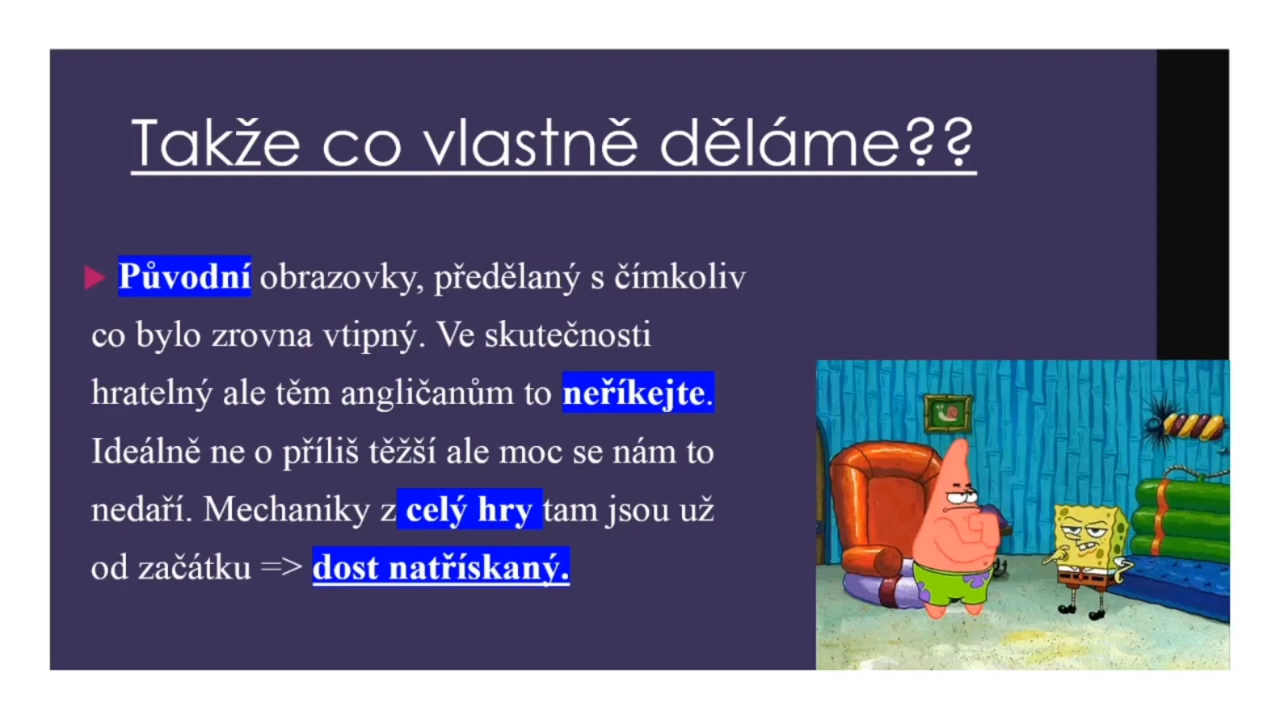 Takže co vlastně děláme??
Původní obrazovky, předělaný s čímkoliv
co bylo zrovna vtipný. Ve skutečnosti
hratelný ale těm angličanům to neříkejte.
Ideálně ne o příliš těžší ale moc se nám to
nedaří. Mechaniky z celý hry tam jsou už
od začátku => dost natřískaný.